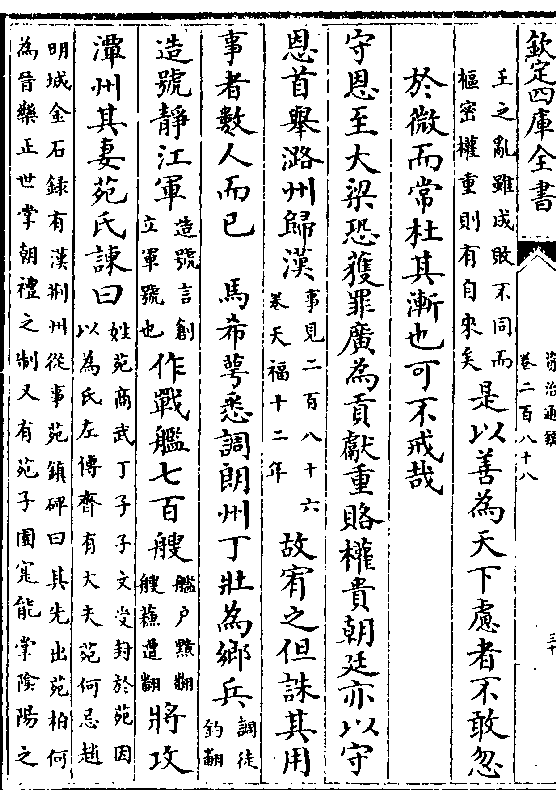 欽定四庫全書
資治通鑑
卷二百八十八
三十
王之亂雖成敗不同而
樞密權重則有自來矣
是以善為天下慮者不敢忽
於微而常杜其漸也可不戒哉
守恩至大梁恐獲罪廣為貢獻重賂權貴朝廷亦以守
恩首舉潞州歸漢
事見二百八十六
卷天福十二年
故宥之但誅其用
事者數人而已 馬希萼悉調朗州丁壯為鄉兵
調徒
釣翻
造號靜江軍
造號言創
立軍號也
作戰艦七百艘
艦户黤翻
艘蘇遭翻
將攻
潭州其妻苑氏諫曰
姓苑商武丁子子文受封於苑因
以為氏左傳齊有大夫苑何忌趙
明城金石錄有漢荆州從事苑鎮碑曰其先出苑柏何
為晉樂正世掌朝禮之制又有苑子園寔能掌陰陽之